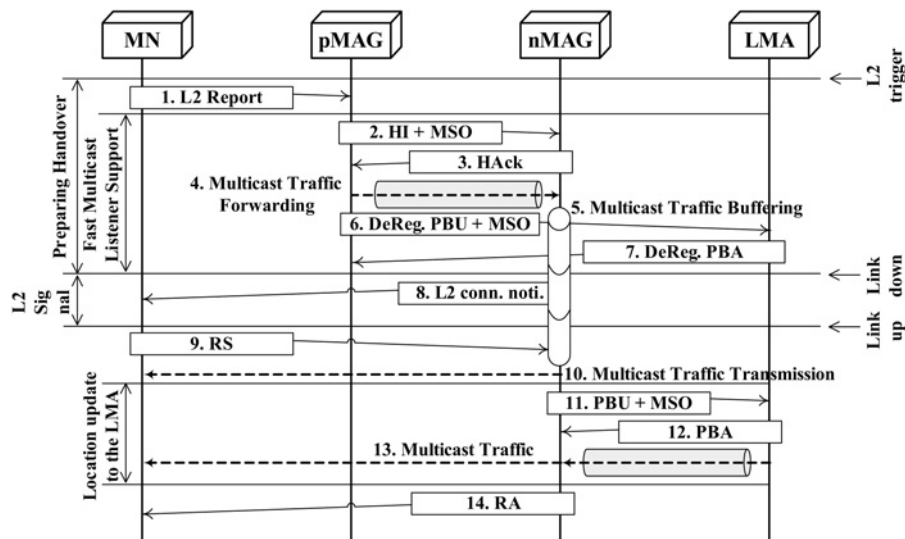 MN
pMAG
nMAG
LMA
L2
trigger
1. L2 Report
2. HI + MSO
3. HAck
4. Multicast Traffic
Forwarding
5. Multicast Traffic Buffering
6. DeReg. PBU + MSO
7. DeReg. PBA
Preparing Handover
Fast Multicast
Listener Support
Link
down
8. L2 conn. noti.
L2
Sig
nal
Link
up
9. RS
10. Multicast Traffic Transmission
11. PBU + MSO
12. PBA
13. Multicast Traffic
Location update
to the LMA
14. RA